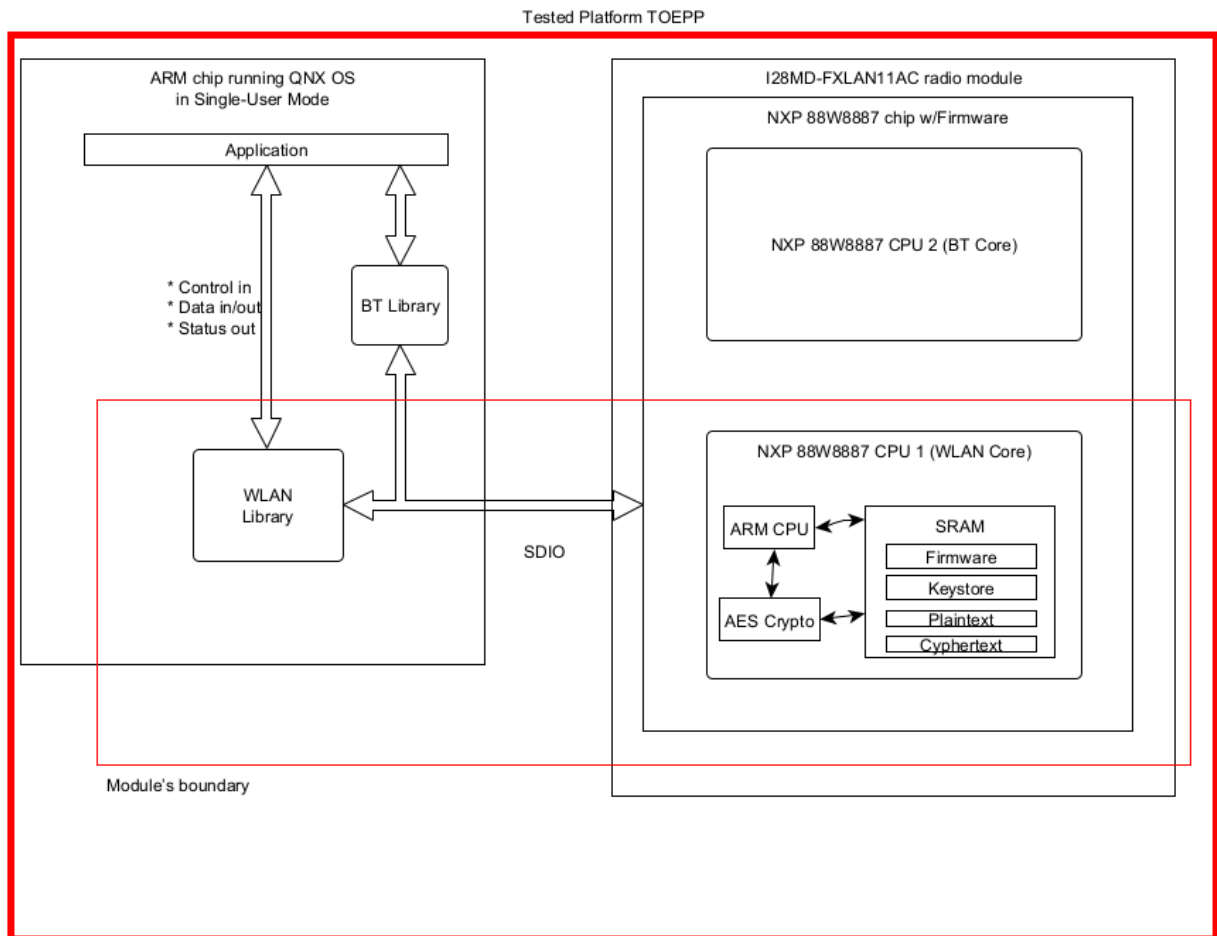 Tested Platform TOEPP
ARM chip running QNX OS
in Single-User Mode
Application
* Control in
* Data in/out
* Status out
BT Library
WLAN
Library
SDIO
I28MD-FXLAN11AC radio module
NXP 88W8887 chip w/Firmware
NXP 88W8887 CPU 2 (BT Core)
NXP 88W8887 CPU 1 (WLAN Core)
ARM CPU
AES Crypto
SRAM
Firmware
Keystore
Plaintext
Cyphertext
Module's boundary